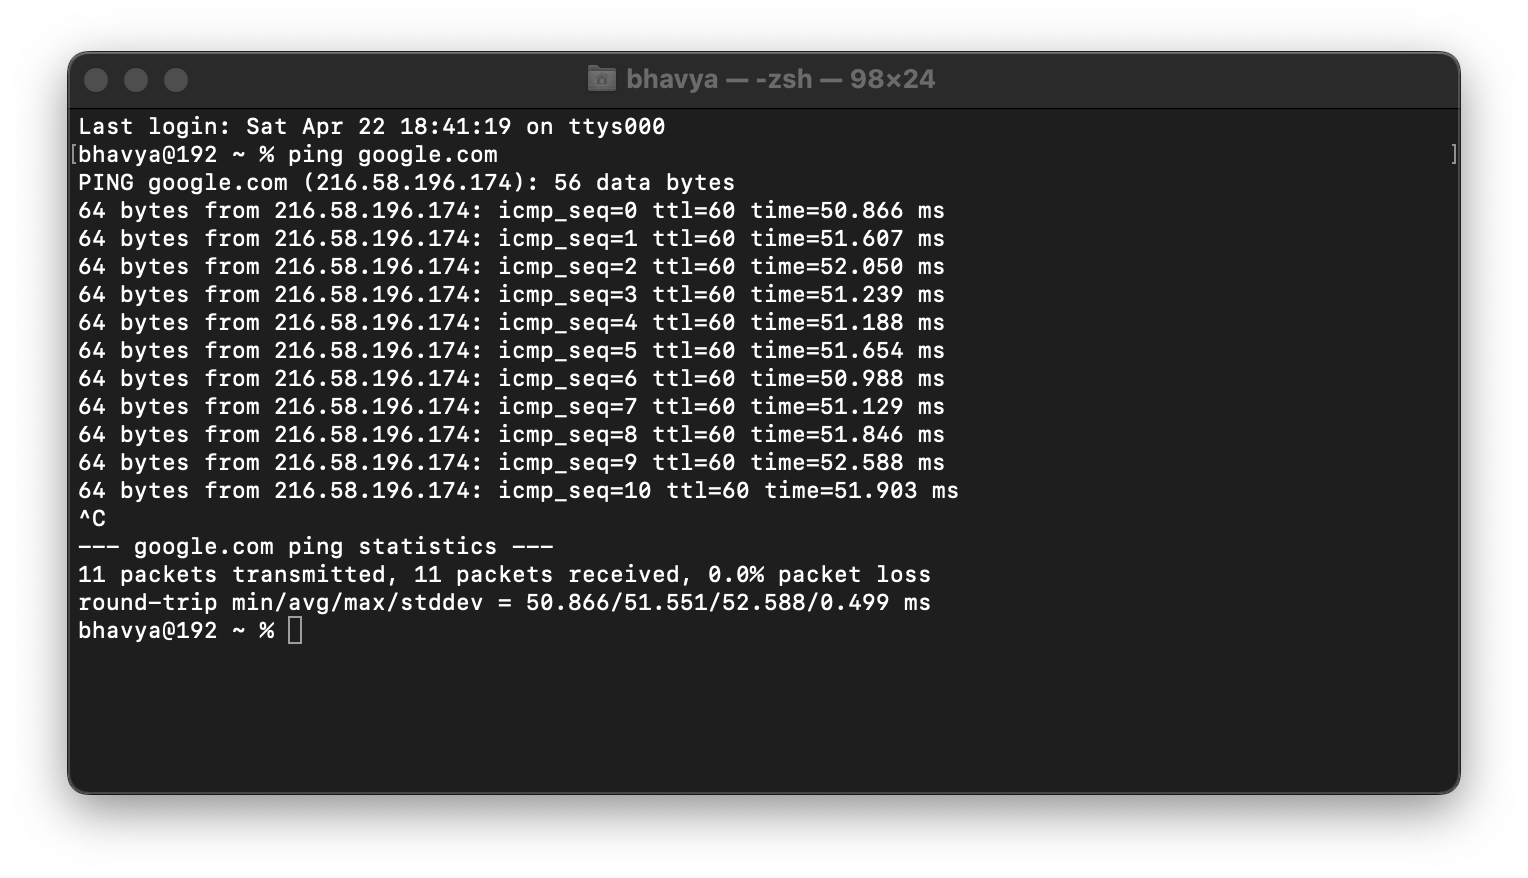 bhavya — -zsh — 98×24
Last login: Sat Apr 22 18:41:19 on ttys000
[bhavya@192 ~ % ping google.com ]
PING google.com (216.58.196.174): 56 data bytes
64 bytes from 216.58.196.174: icmp_seq=0 ttl=60 time=50.866 ms
64 bytes from 216.58.196.174: icmp_seq=1 ttl=60 time=51.607 ms
64 bytes from 216.58.196.174: icmp_seq=2 ttl=60 time=52.050 ms
64 bytes from 216.58.196.174: icmp_seq=3 ttl=60 time=51.239 ms
64 bytes from 216.58.196.174: icmp_seq=4 ttl=60 time=51.188 ms
64 bytes from 216.58.196.174: icmp_seq=5 ttl=60 time=51.654 ms
64 bytes from 216.58.196.174: icmp_seq=6 ttl=60 time=50.988 ms
64 bytes from 216.58.196.174: icmp_seq=7 ttl=60 time=51.129 ms
64 bytes from 216.58.196.174: icmp_seq=8 ttl=60 time=51.846 ms
64 bytes from 216.58.196.174: icmp_seq=9 ttl=60 time=52.588 ms
64 bytes from 216.58.196.174: icmp_seq=10 ttl=60 time=51.903 ms
^C
--- google.com ping statistics ---
11 packets transmitted, 11 packets received, 0.0% packet loss
round-trip min/avg/max/stddev = 50.866/51.551/52.588/0.499 ms
bhavya@192 ~ %